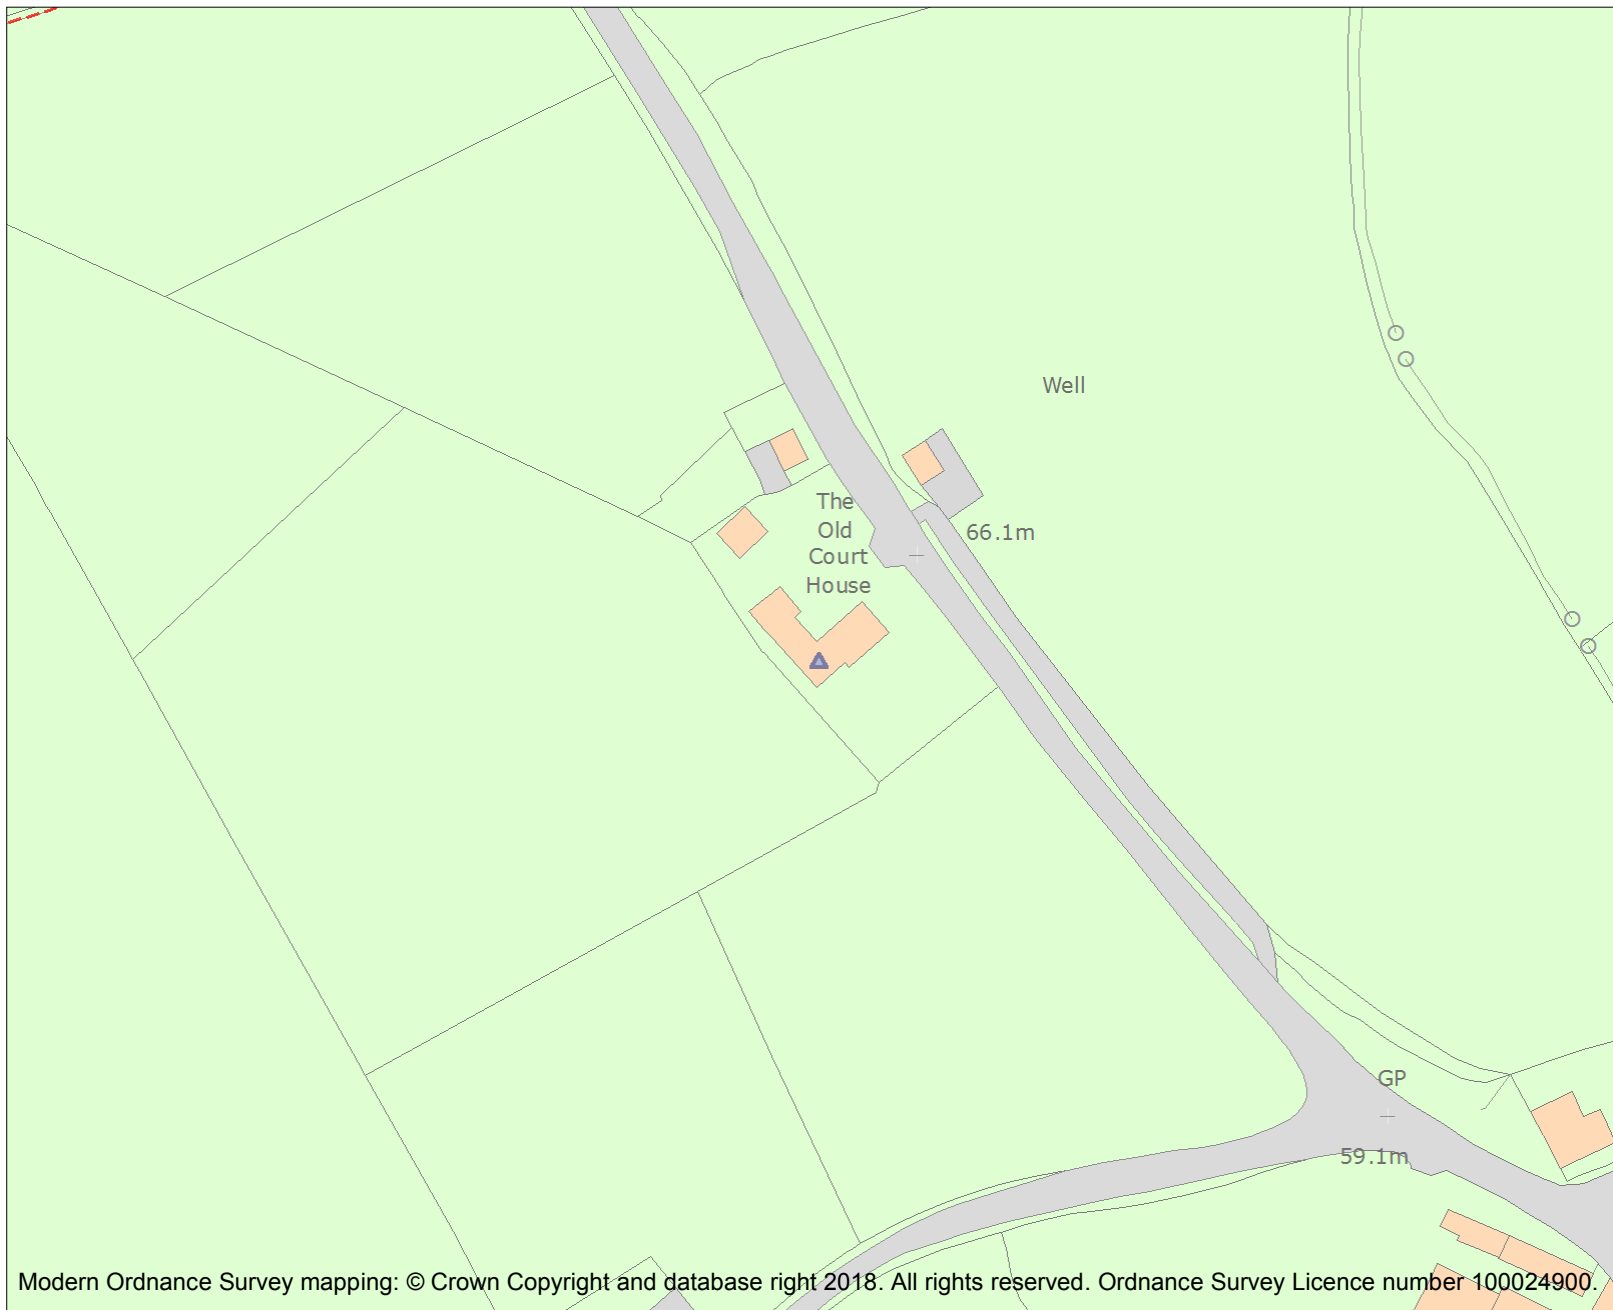 Well
The
Old
Court
House
66.1m
GP
59.1m
Modern Ordnance Survey mapping: © Crown Copyright and database right 2018. All rights reserved. Ordnance Survey Licence number 100024900.